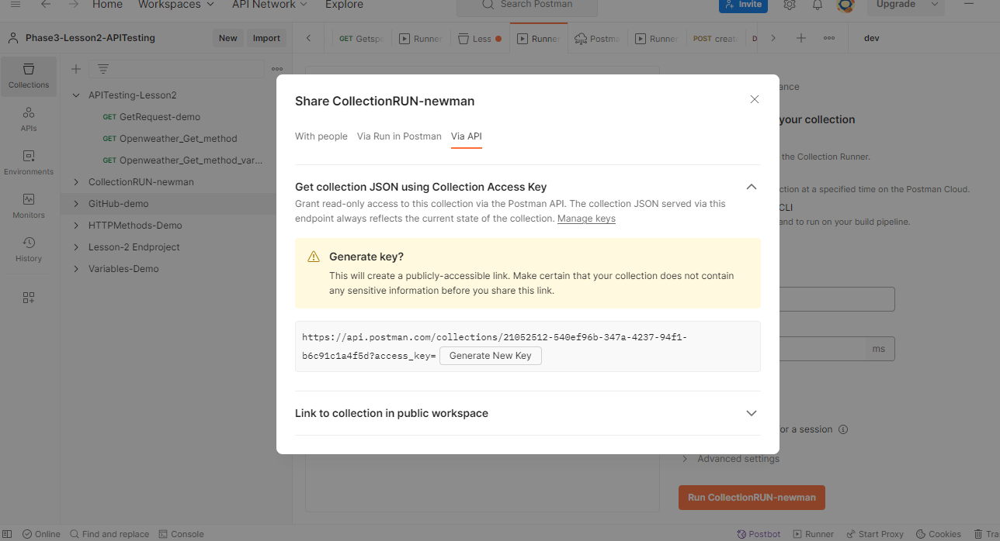 Home Workspaces API Network Explore Search Postman Invite Upgrade
Phase3-Lesson2-APITesting New Import GET Getsp Runner Less Runner Postm Runner POST creat D dev
Collections
APIs
Environments
Monitors
History
APITesting-Lesson2
GET GetRequest-demo
GET Openweather_Get_method
GET Openweather_Get_method_var...
CollectionRUN-newman
GitHub-demo
HTTPMethods-Demo
Lesson-2 Endproject
Variables-Demo
Share CollectionRUN-newman
With people Via Run in Postman Via API
Get collection JSON using Collection Access Key
Grant read-only access to this collection via the Postman API. The collection JSON served via this
endpoint always reflects the current state of the collection. Manage keys
Generate key?
This will create a publicly-accessible link. Make certain that your collection does not contain
any sensitive information before you share this link.
https://api.postman.com/collections/21052512-540ef96b-347a-4237-94f1-
b6c91c1a4f5d?access_key= Generate New Key
Link to collection in public workspace
ance
your collection
the Collection Runner.
ction at a specified time on the Postman Cloud.
CLI
and to run on your build pipeline.
ms
or a session
Advanced settings
Run CollectionRUN-newman
Online Find and replace Console Postbot Runner Start Proxy Cookies Tra